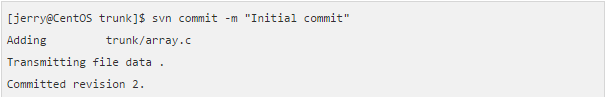 [jerry@CentOS trunk]$ svn commit -m "Initial commit"
Adding         trunk/array.c
Transmitting file data .
Committed revision 2.